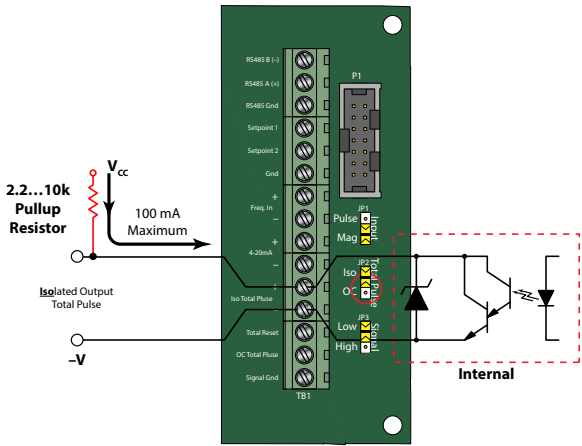 RS485 B (–)
RS485 A (+)
RS485 Gnd
Setpoint 1
Setpoint 2
Gnd
+
Freq. In
–
+
4-20mA
–
+
Iso Total Pluse
–
Total Reset
OC Total Pluse
Signal Gnd
TB1
P1
JP1
Pulse
Mag
Input
JP2
Iso
OC
Total Pulse
JP3
Low
High
Signal
VCC
2.2...10k
Pullup
Resistor
100 mA
Maximum
Isolated Output
Total Pulse
–V
Internal